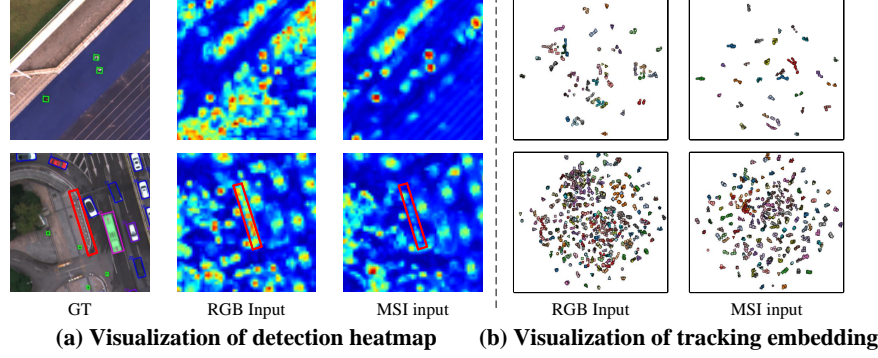 GT
RGB Input
MSI input
RGB Input
MSI input
(a) Visualization of detection heatmap
(b) Visualization of tracking embedding